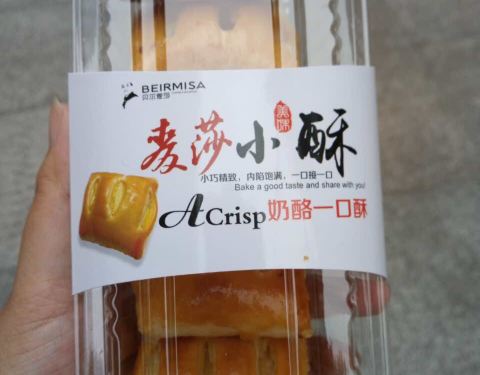 BEIRMISA
贝尔麦莎
麦莎小酥
美味
小巧精致，内陷饱满，一口接一口
Bake a good taste and share with you!
A Crisp 奶酪一口酥